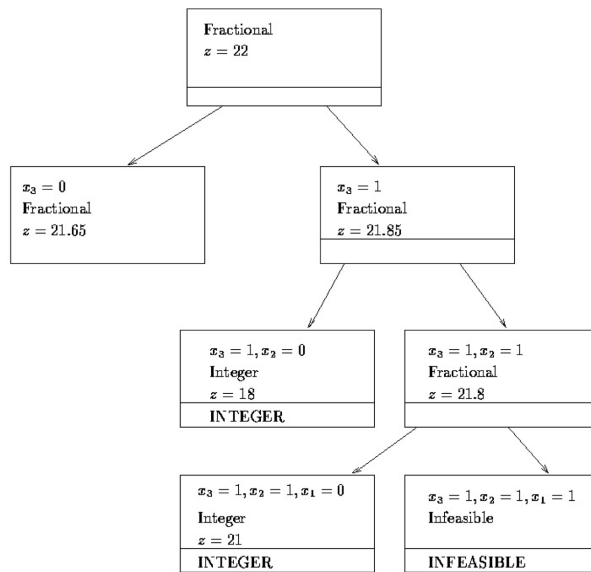 Fractional
z = 22
x₃ = 0
Fractional
z = 21.65
x₃ = 1
Fractional
z = 21.85
x₃ = 1, x₂ = 0
Integer
z = 18
INTEGER
x₃ = 1, x₂ = 1
Fractional
z = 21.8
x₃ = 1, x₂ = 1, x₁ = 0
Integer
z = 21
INTEGER
x₃ = 1, x₂ = 1, x₁ = 1
Infeasible
INFEASIBLE